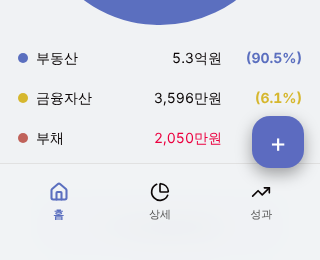 부동산 5.3억원 (90.5%)
금융자산 3,596만원 (6.1%)
부채 2,050만원
+
홈 상세 성과